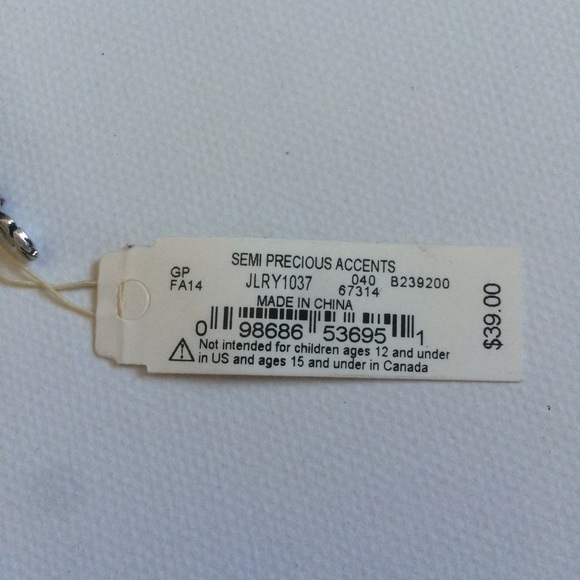 SEMI PRECIOUS ACCENTS
GP JLRY1037 040 B239200
FA14 67314
MADE IN CHINA
0 98686 53695 1
Not intended for children ages 12 and under
in US and ages 15 and under in Canada
$39.00